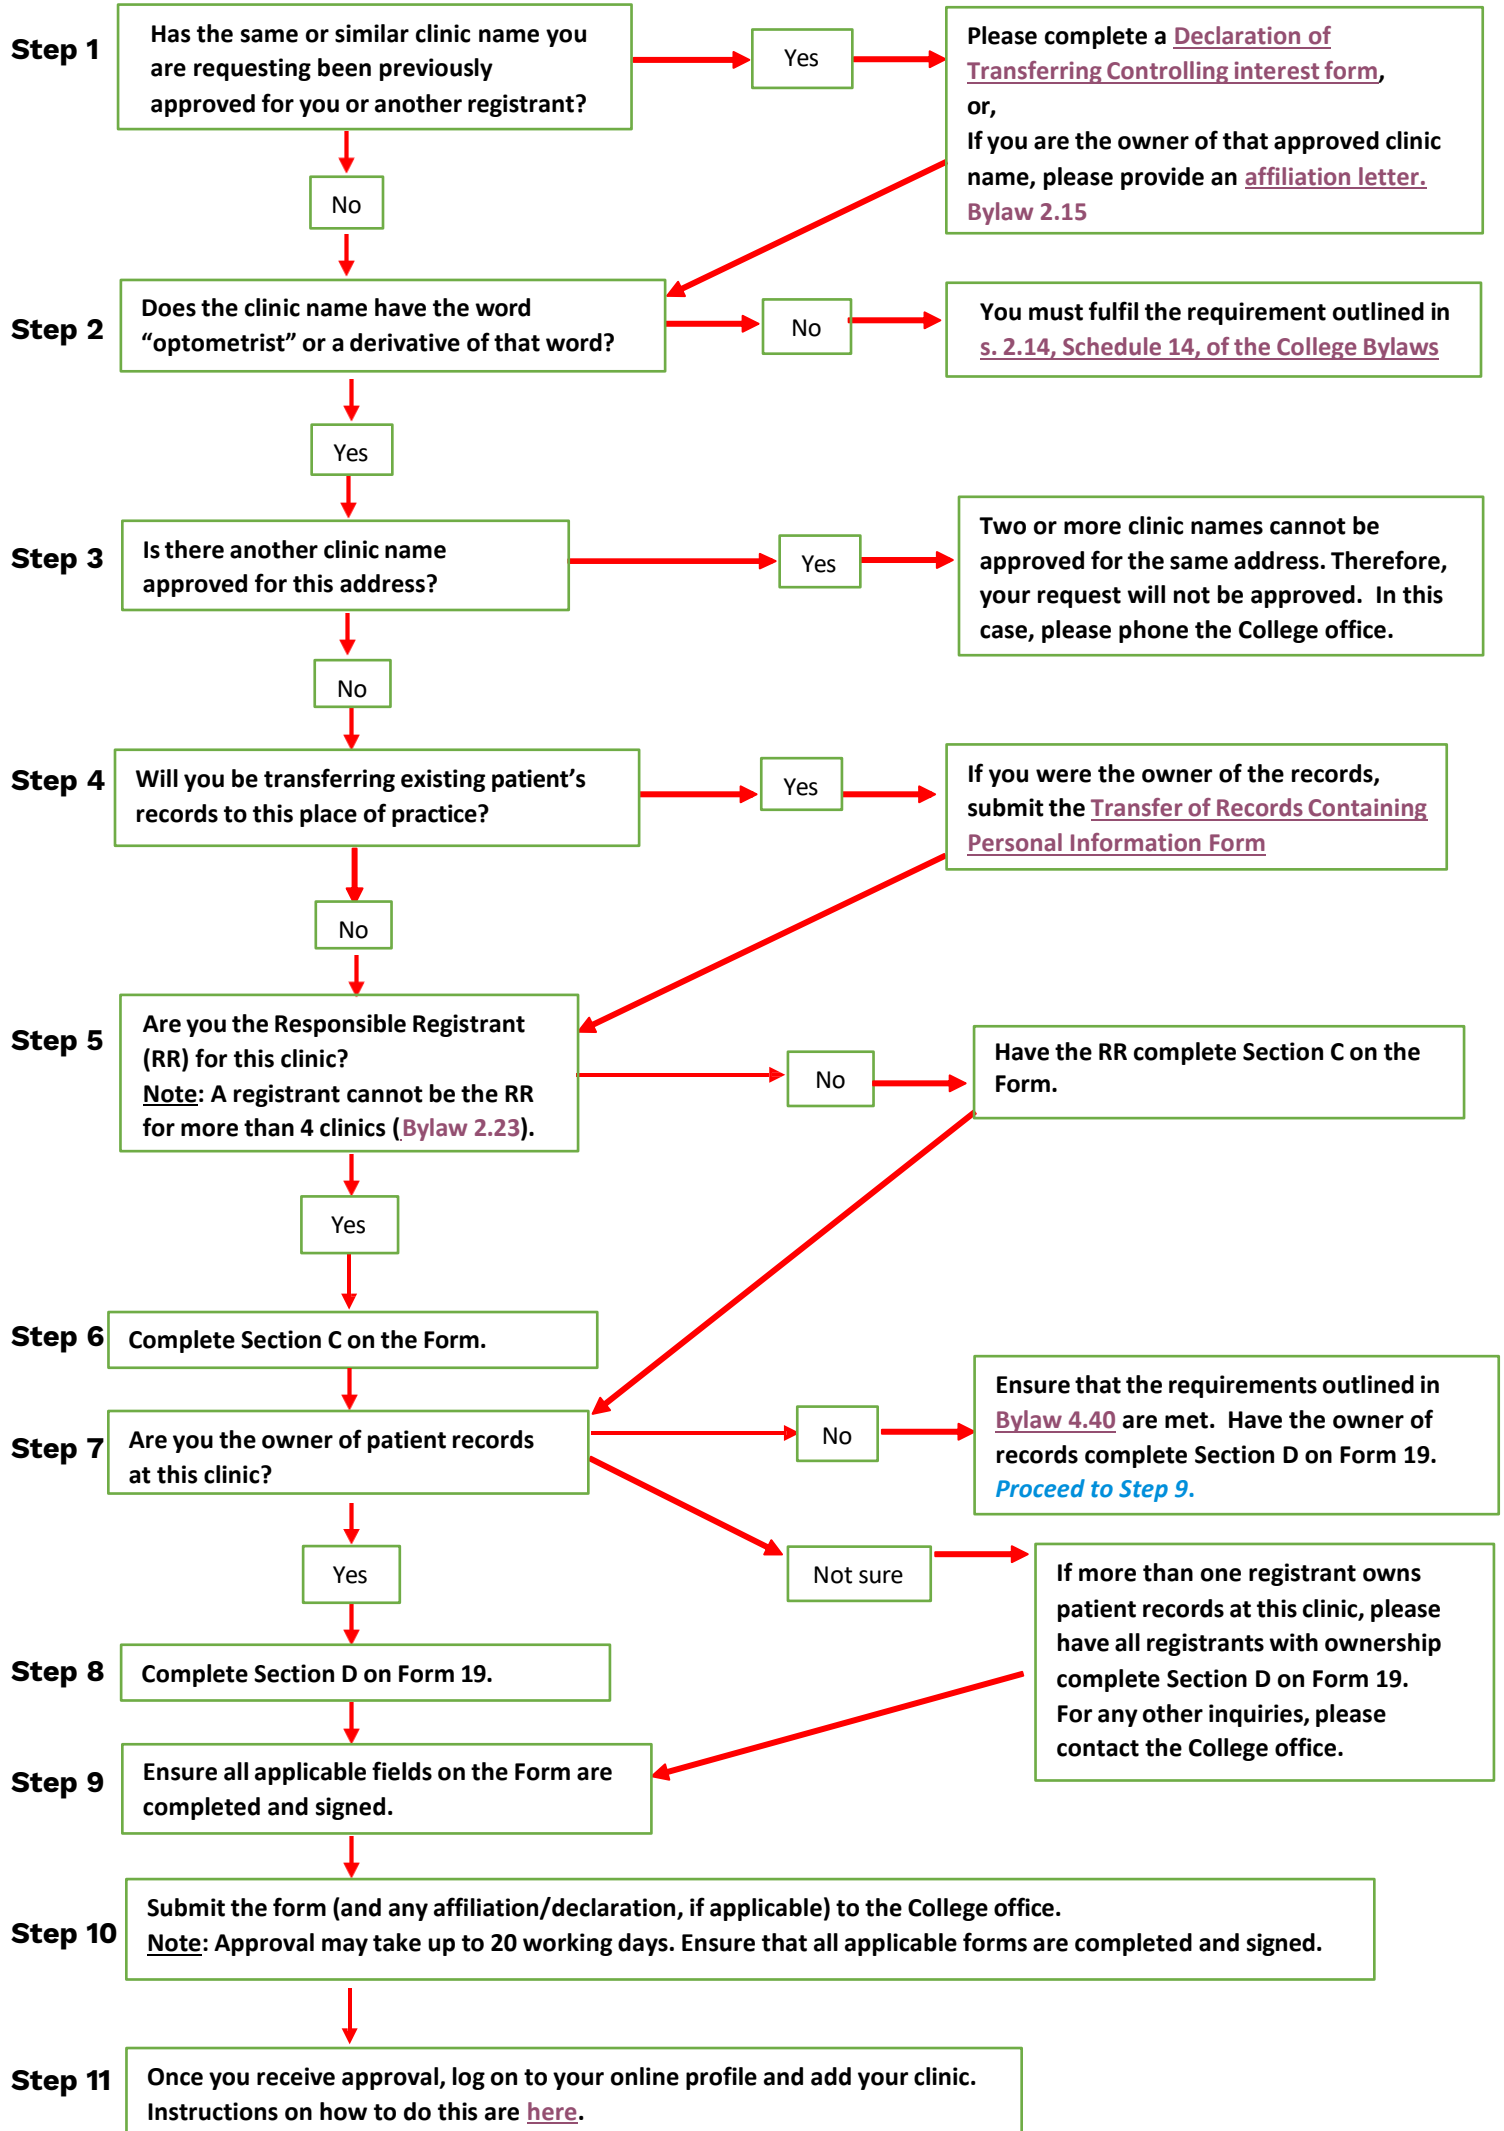 Step 1
Has the same or similar clinic name you
are requesting been previously
approved for you or another registrant?
Yes
Please complete a Declaration of
Transferring Controlling interest form,
or,
If you are the owner of that approved clinic
name, please provide an affiliation letter.
Bylaw 2.15
No
Step 2
Does the clinic name have the word
“optometrist” or a derivative of that word?
No
You must fulfil the requirement outlined in
s. 2.14, Schedule 14, of the College Bylaws
Yes
Step 3
Is there another clinic name
approved for this address?
Yes
Two or more clinic names cannot be
approved for the same address. Therefore,
your request will not be approved. In this
case, please phone the College office.
No
Step 4
Will you be transferring existing patient’s
records to this place of practice?
Yes
If you were the owner of the records,
submit the Transfer of Records Containing
Personal Information Form
No
Step 5
Are you the Responsible Registrant
(RR) for this clinic?
Note: A registrant cannot be the RR
for more than 4 clinics (Bylaw 2.23).
No
Have the RR complete Section C on the
Form.
Yes
Step 6
Complete Section C on the Form.
Step 7
Are you the owner of patient records
at this clinic?
No
Ensure that the requirements outlined in
Bylaw 4.40 are met. Have the owner of
records complete Section D on Form 19.
Proceed to Step 9.
Not sure
If more than one registrant owns
patient records at this clinic, please
have all registrants with ownership
complete Section D on Form 19.
For any other inquiries, please
contact the College office.
Yes
Step 8
Complete Section D on Form 19.
Step 9
Ensure all applicable fields on the Form are
completed and signed.
Step 10
Submit the form (and any affiliation/declaration, if applicable) to the College office.
Note: Approval may take up to 20 working days. Ensure that all applicable forms are completed and signed.
Step 11
Once you receive approval, log on to your online profile and add your clinic.
Instructions on how to do this are here.